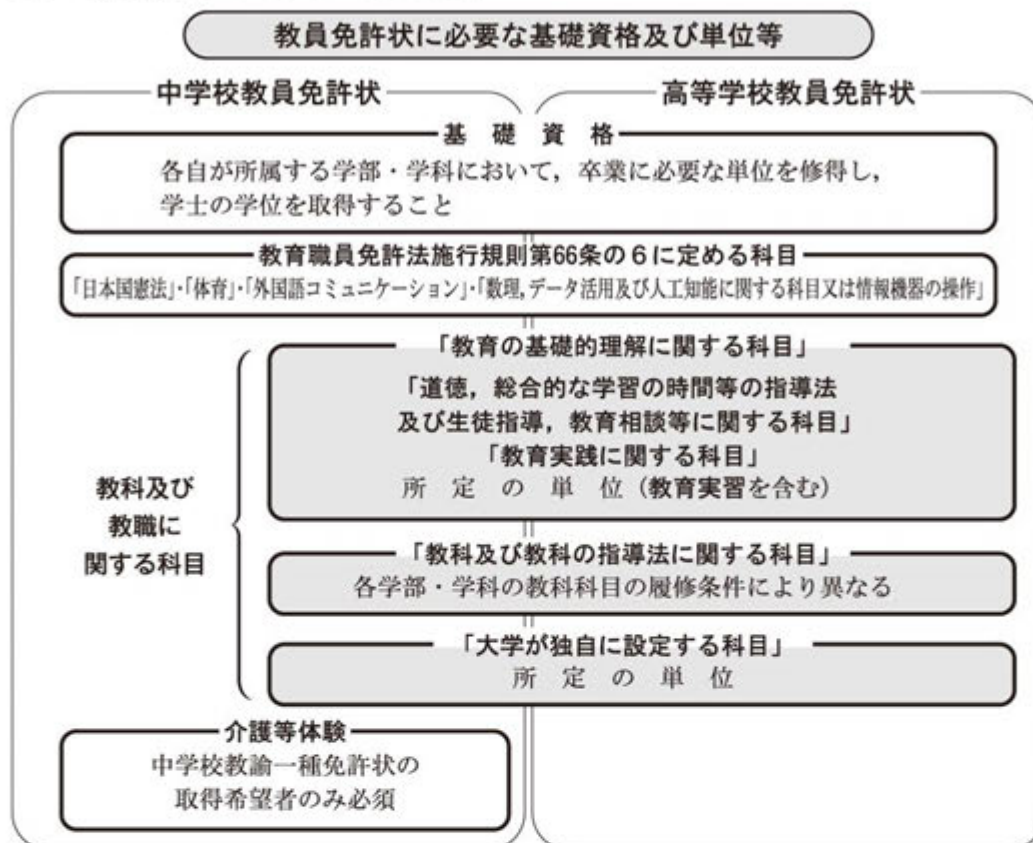 教員免許状に必要な基礎資格及び単位等
中学校教員免許状
高等学校教員免許状
基礎資格
各自が所属する学部・学科において，卒業に必要な単位を修得し，
学士の学位を取得すること
教育職員免許法施行規則第66条の6に定める科目
「日本国憲法」・「体育」・「外国語コミュニケーション」・「数理，データ活用及び人工知能に関する科目又は情報機器の操作」
教科及び
教職に
関する科目
「教育の基礎的理解に関する科目」
「道徳，総合的な学習の時間等の指導法
及び生徒指導，教育相談等に関する科目」
「教育実践に関する科目」
所定の単位（教育実習を含む）
「教科及び教科の指導法に関する科目」
各学部・学科の教科科目の履修条件により異なる
「大学が独自に設定する科目」
所定の単位
介護等体験
中学校教諭一種免許状の
取得希望者のみ必須